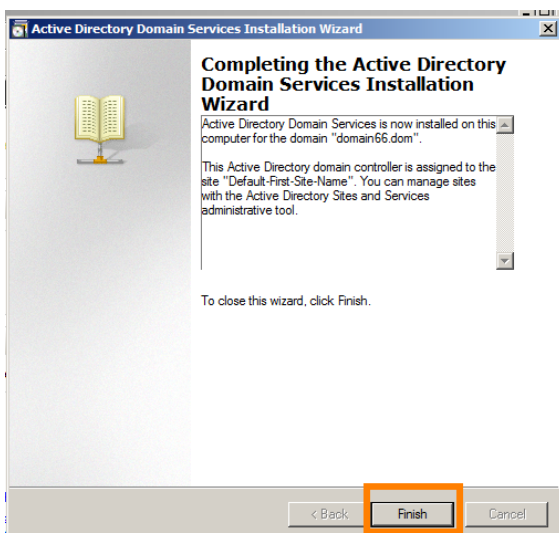 Active Directory Domain Services Installation Wizard
Completing the Active Directory
Domain Services Installation
Wizard
Active Directory Domain Services is now installed on this
computer for the domain "domain66.dom".
This Active Directory domain controller is assigned to the
site "Default-First-Site-Name". You can manage sites
with the Active Directory Sites and Services
administrative tool.
To close this wizard, click Finish.
< Back
Finish
Cancel